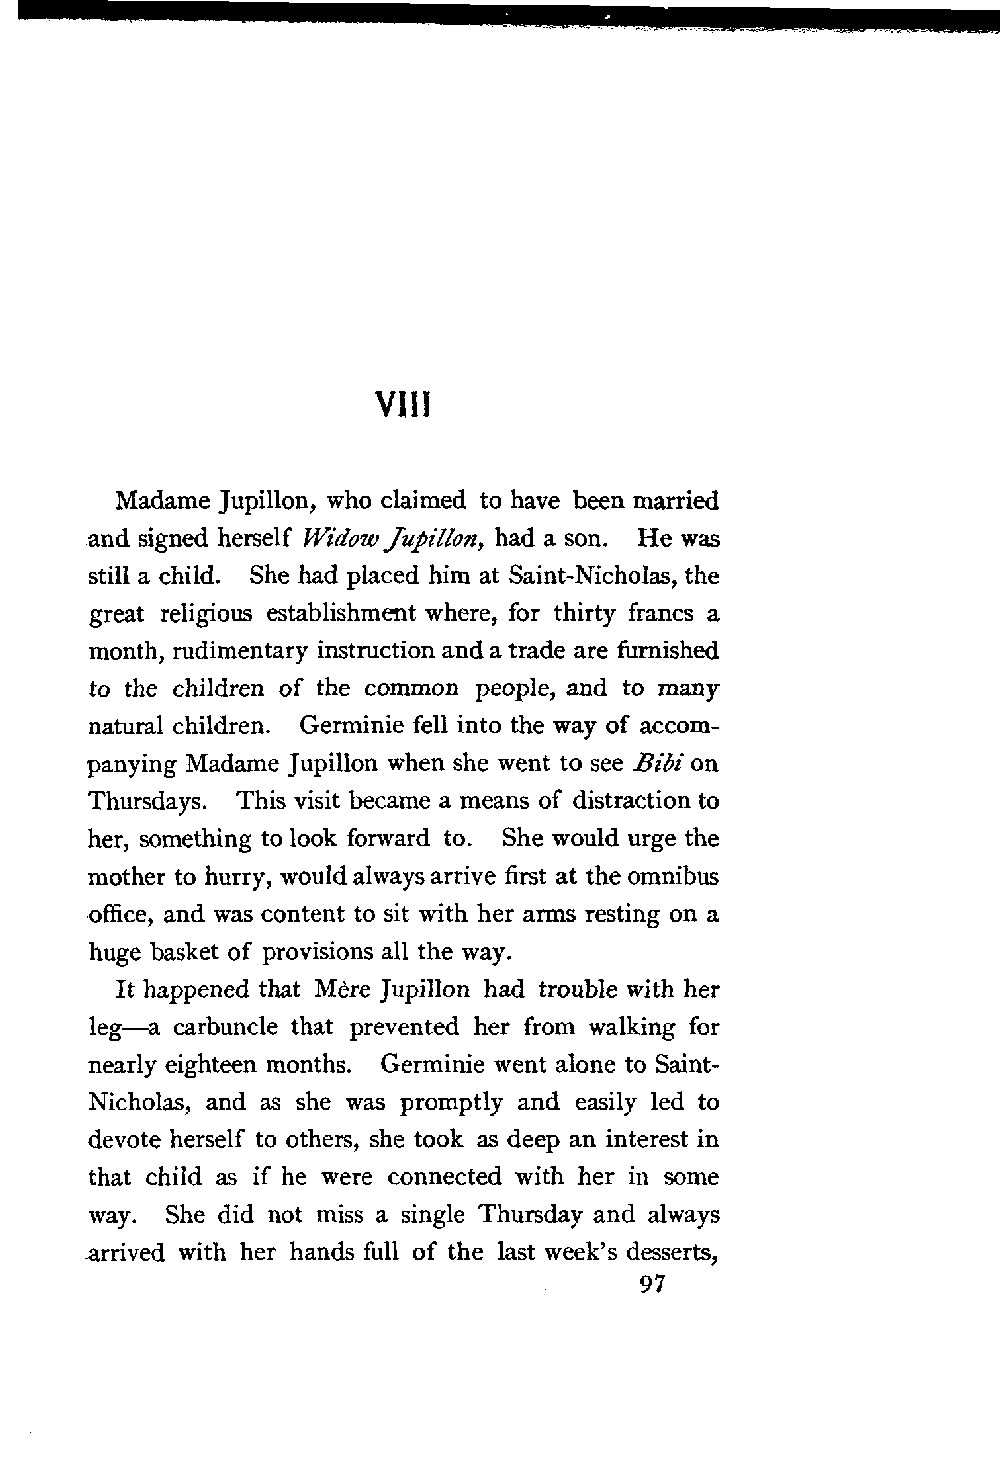 VIII
Madame Jupillon, who claimed to have been married
and signed herself Widow Jupillon, had a son. He was
still a child. She had placed him at Saint-Nicholas, the
great religious establishment where, for thirty francs a
month, rudimentary instruction and a trade are furnished
to the children of the common people, and to many
natural children. Germinie fell into the way of accom-
panying Madame Jupillon when she went to see Bibi on
Thursdays. This visit became a means of distraction to
her, something to look forward to. She would urge the
mother to hurry, would always arrive first at the omnibus
office, and was content to sit with her arms resting on a
huge basket of provisions all the way.
It happened that Mère Jupillon had trouble with her
leg—a carbuncle that prevented her from walking for
nearly eighteen months. Germinie went alone to Saint-
Nicholas, and as she was promptly and easily led to
devote herself to others, she took as deep an interest in
that child as if he were connected with her in some
way. She did not miss a single Thursday and always
arrived with her hands full of the last week's desserts,
97